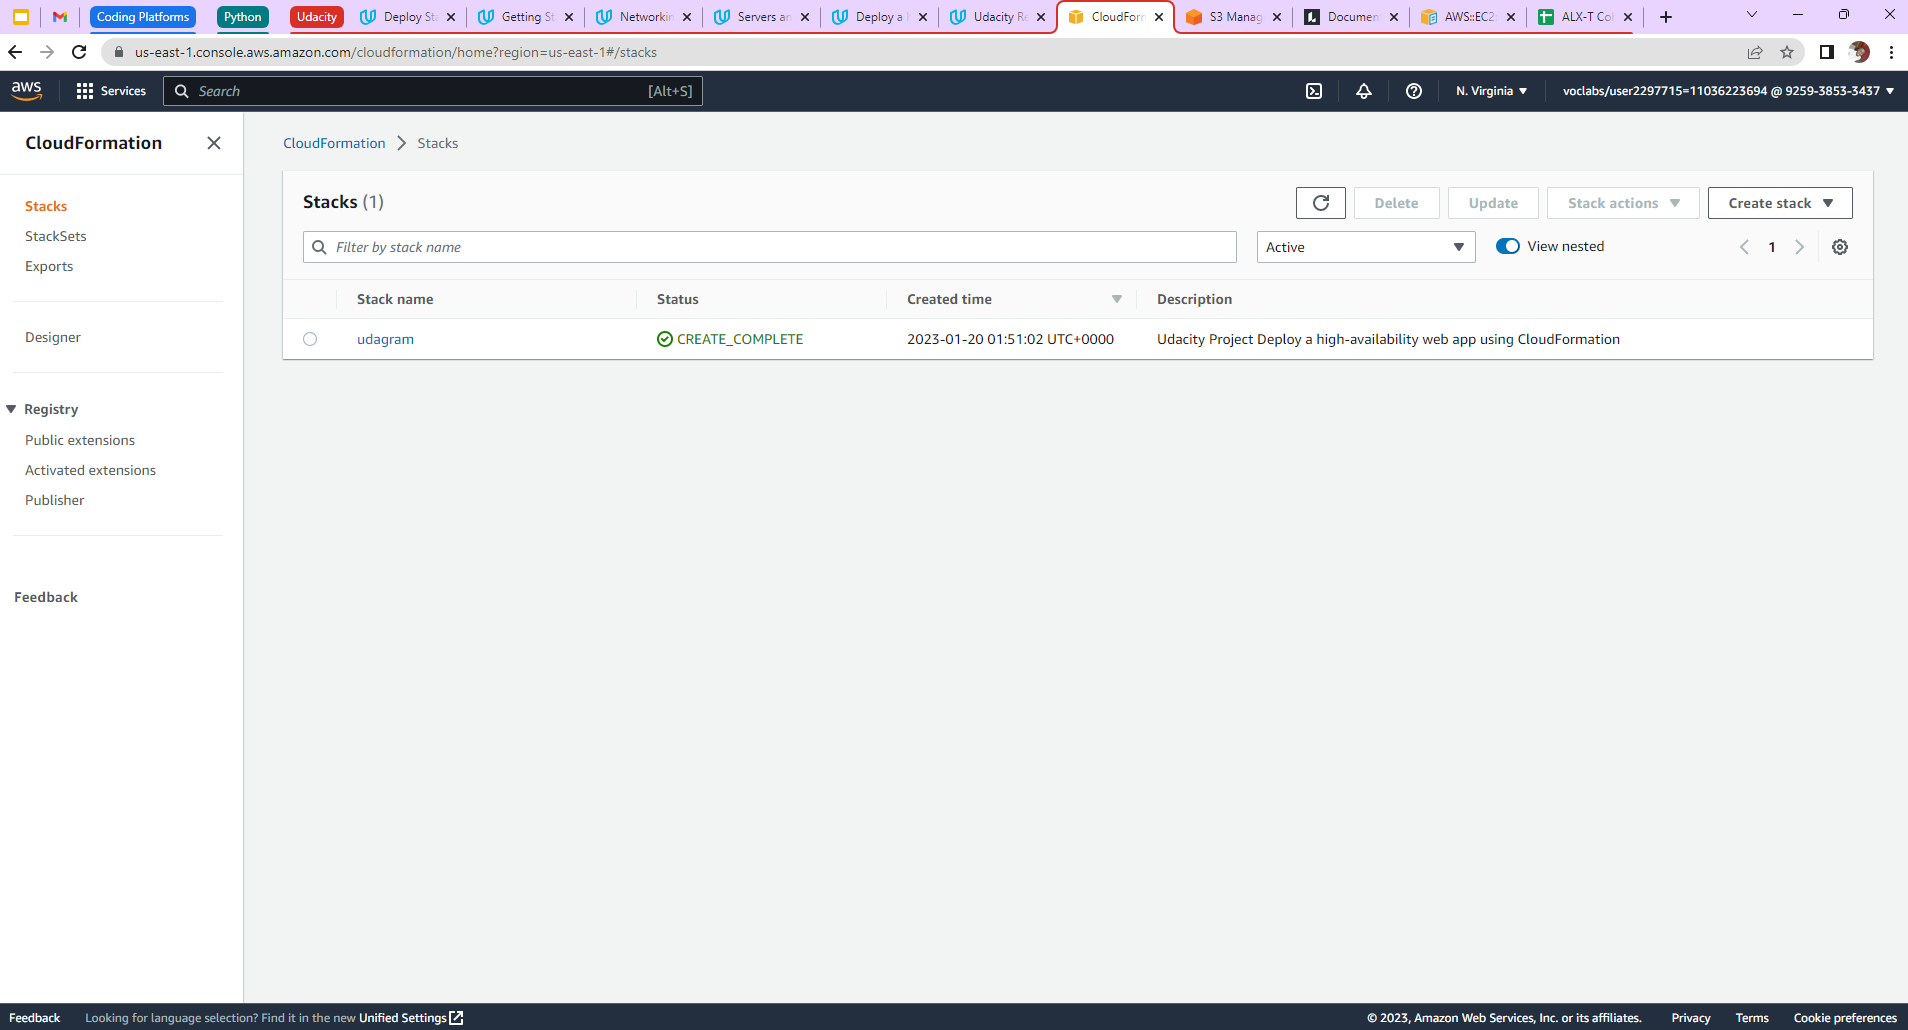 Coding Platforms Python Udacity Deploy Sta Getting St Networkin Servers an Deploy a Udacity Re CloudForm S3 Manag Documen AWS::EC2 ALX-T Co
us-east-1.console.aws.amazon.com/cloudformation/home?region=us-east-1#/stacks
aws Services Search [Alt+S] N. Virginia voclabs/user2297715=11036223694 @ 9259-3853-3437
CloudFormation
Stacks
StackSets
Exports
Designer
Registry
Public extensions
Activated extensions
Publisher
Feedback
CloudFormation Stacks
Stacks (1) Delete Update Stack actions Create stack
Filter by stack name Active View nested 1
Stack name Status Created time Description
udagram CREATE_COMPLETE 2023-01-20 01:51:02 UTC+0000 Udacity Project Deploy a high-availability web app using CloudFormation
Feedback Looking for language selection? Find it in the new Unified Settings © 2023, Amazon Web Services, Inc. or its affiliates. Privacy Terms Cookie preferences